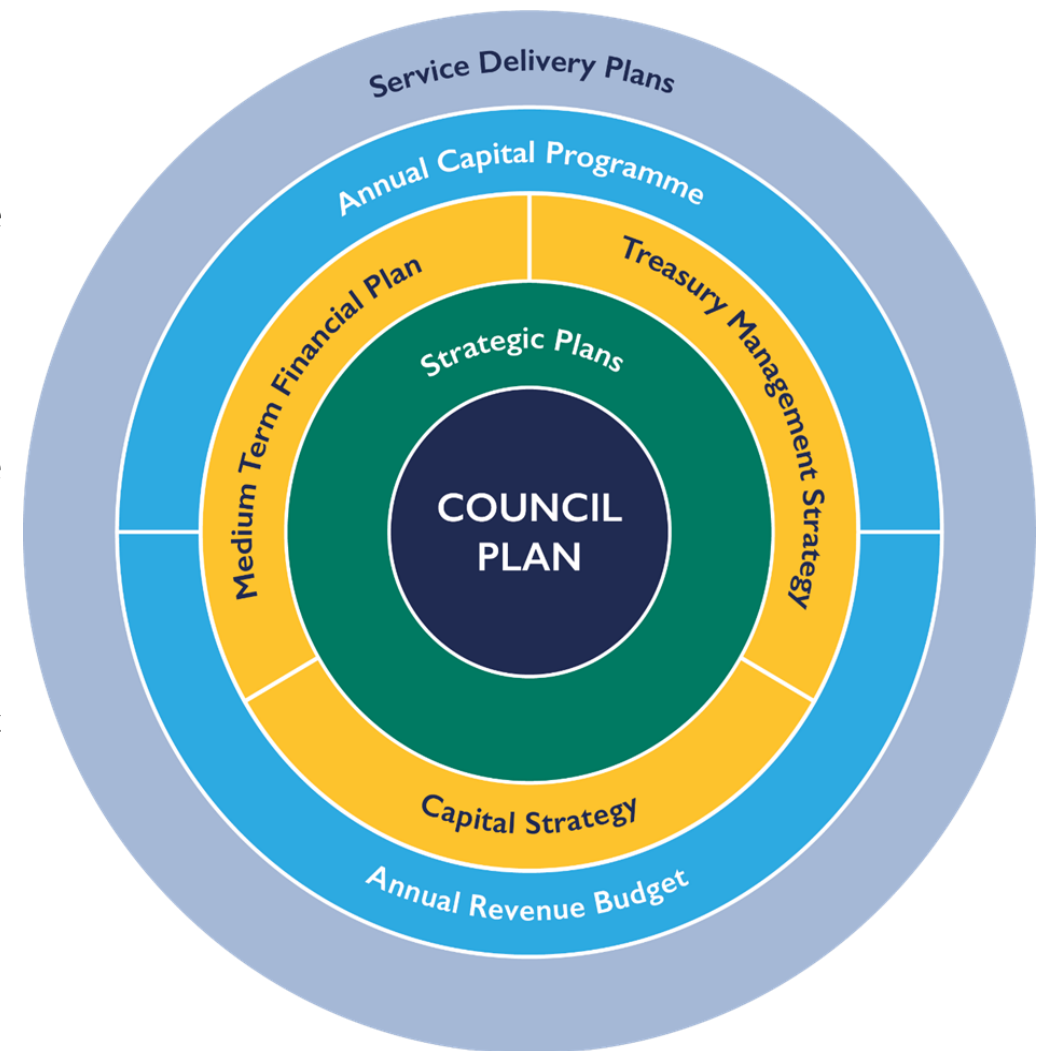 Service Delivery Plans
Annual Capital Programme
Medium Term Financial Plan
Treasury Management Strategy
Strategic Plans
COUNCIL
PLAN
Capital Strategy
Annual Revenue Budget